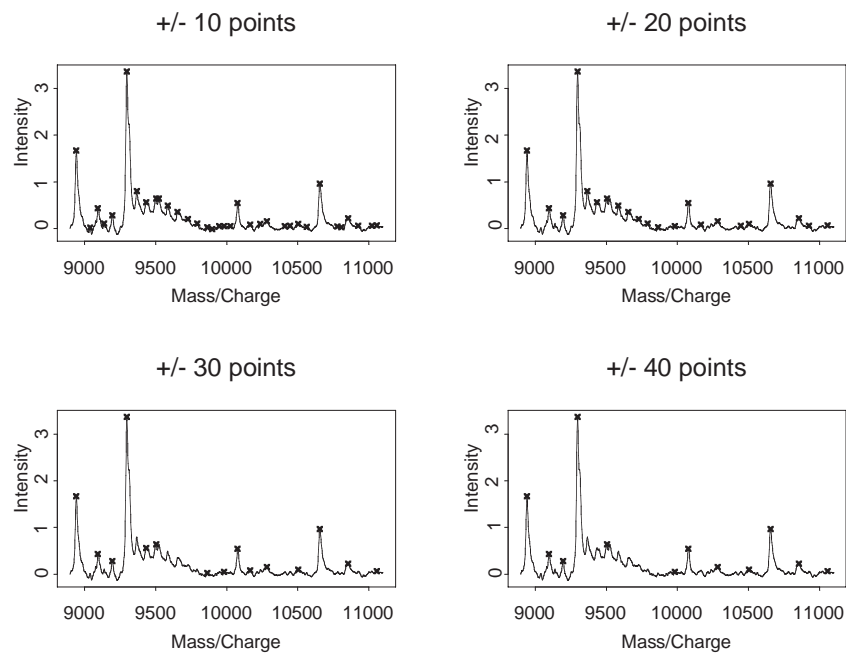 +/- 10 points
+/- 20 points
Intensity
3
2
1
0
9000 9500 10000 10500 11000
Mass/Charge
Intensity
3
2
1
0
9000 9500 10000 10500 11000
Mass/Charge
+/- 30 points
+/- 40 points
Intensity
3
2
1
0
9000 9500 10000 10500 11000
Mass/Charge
Intensity
3
2
1
0
9000 9500 10000 10500 11000
Mass/Charge